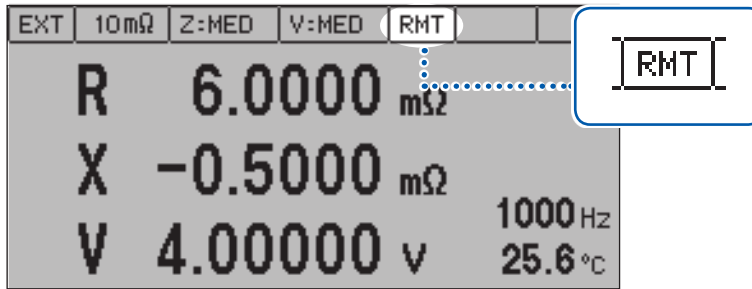 EXT 10mΩ Z:MED V:MED RMT
RMT
R 6.0000 mΩ
X -0.5000 mΩ
1000 Hz
V 4.00000 V
25.6 °C